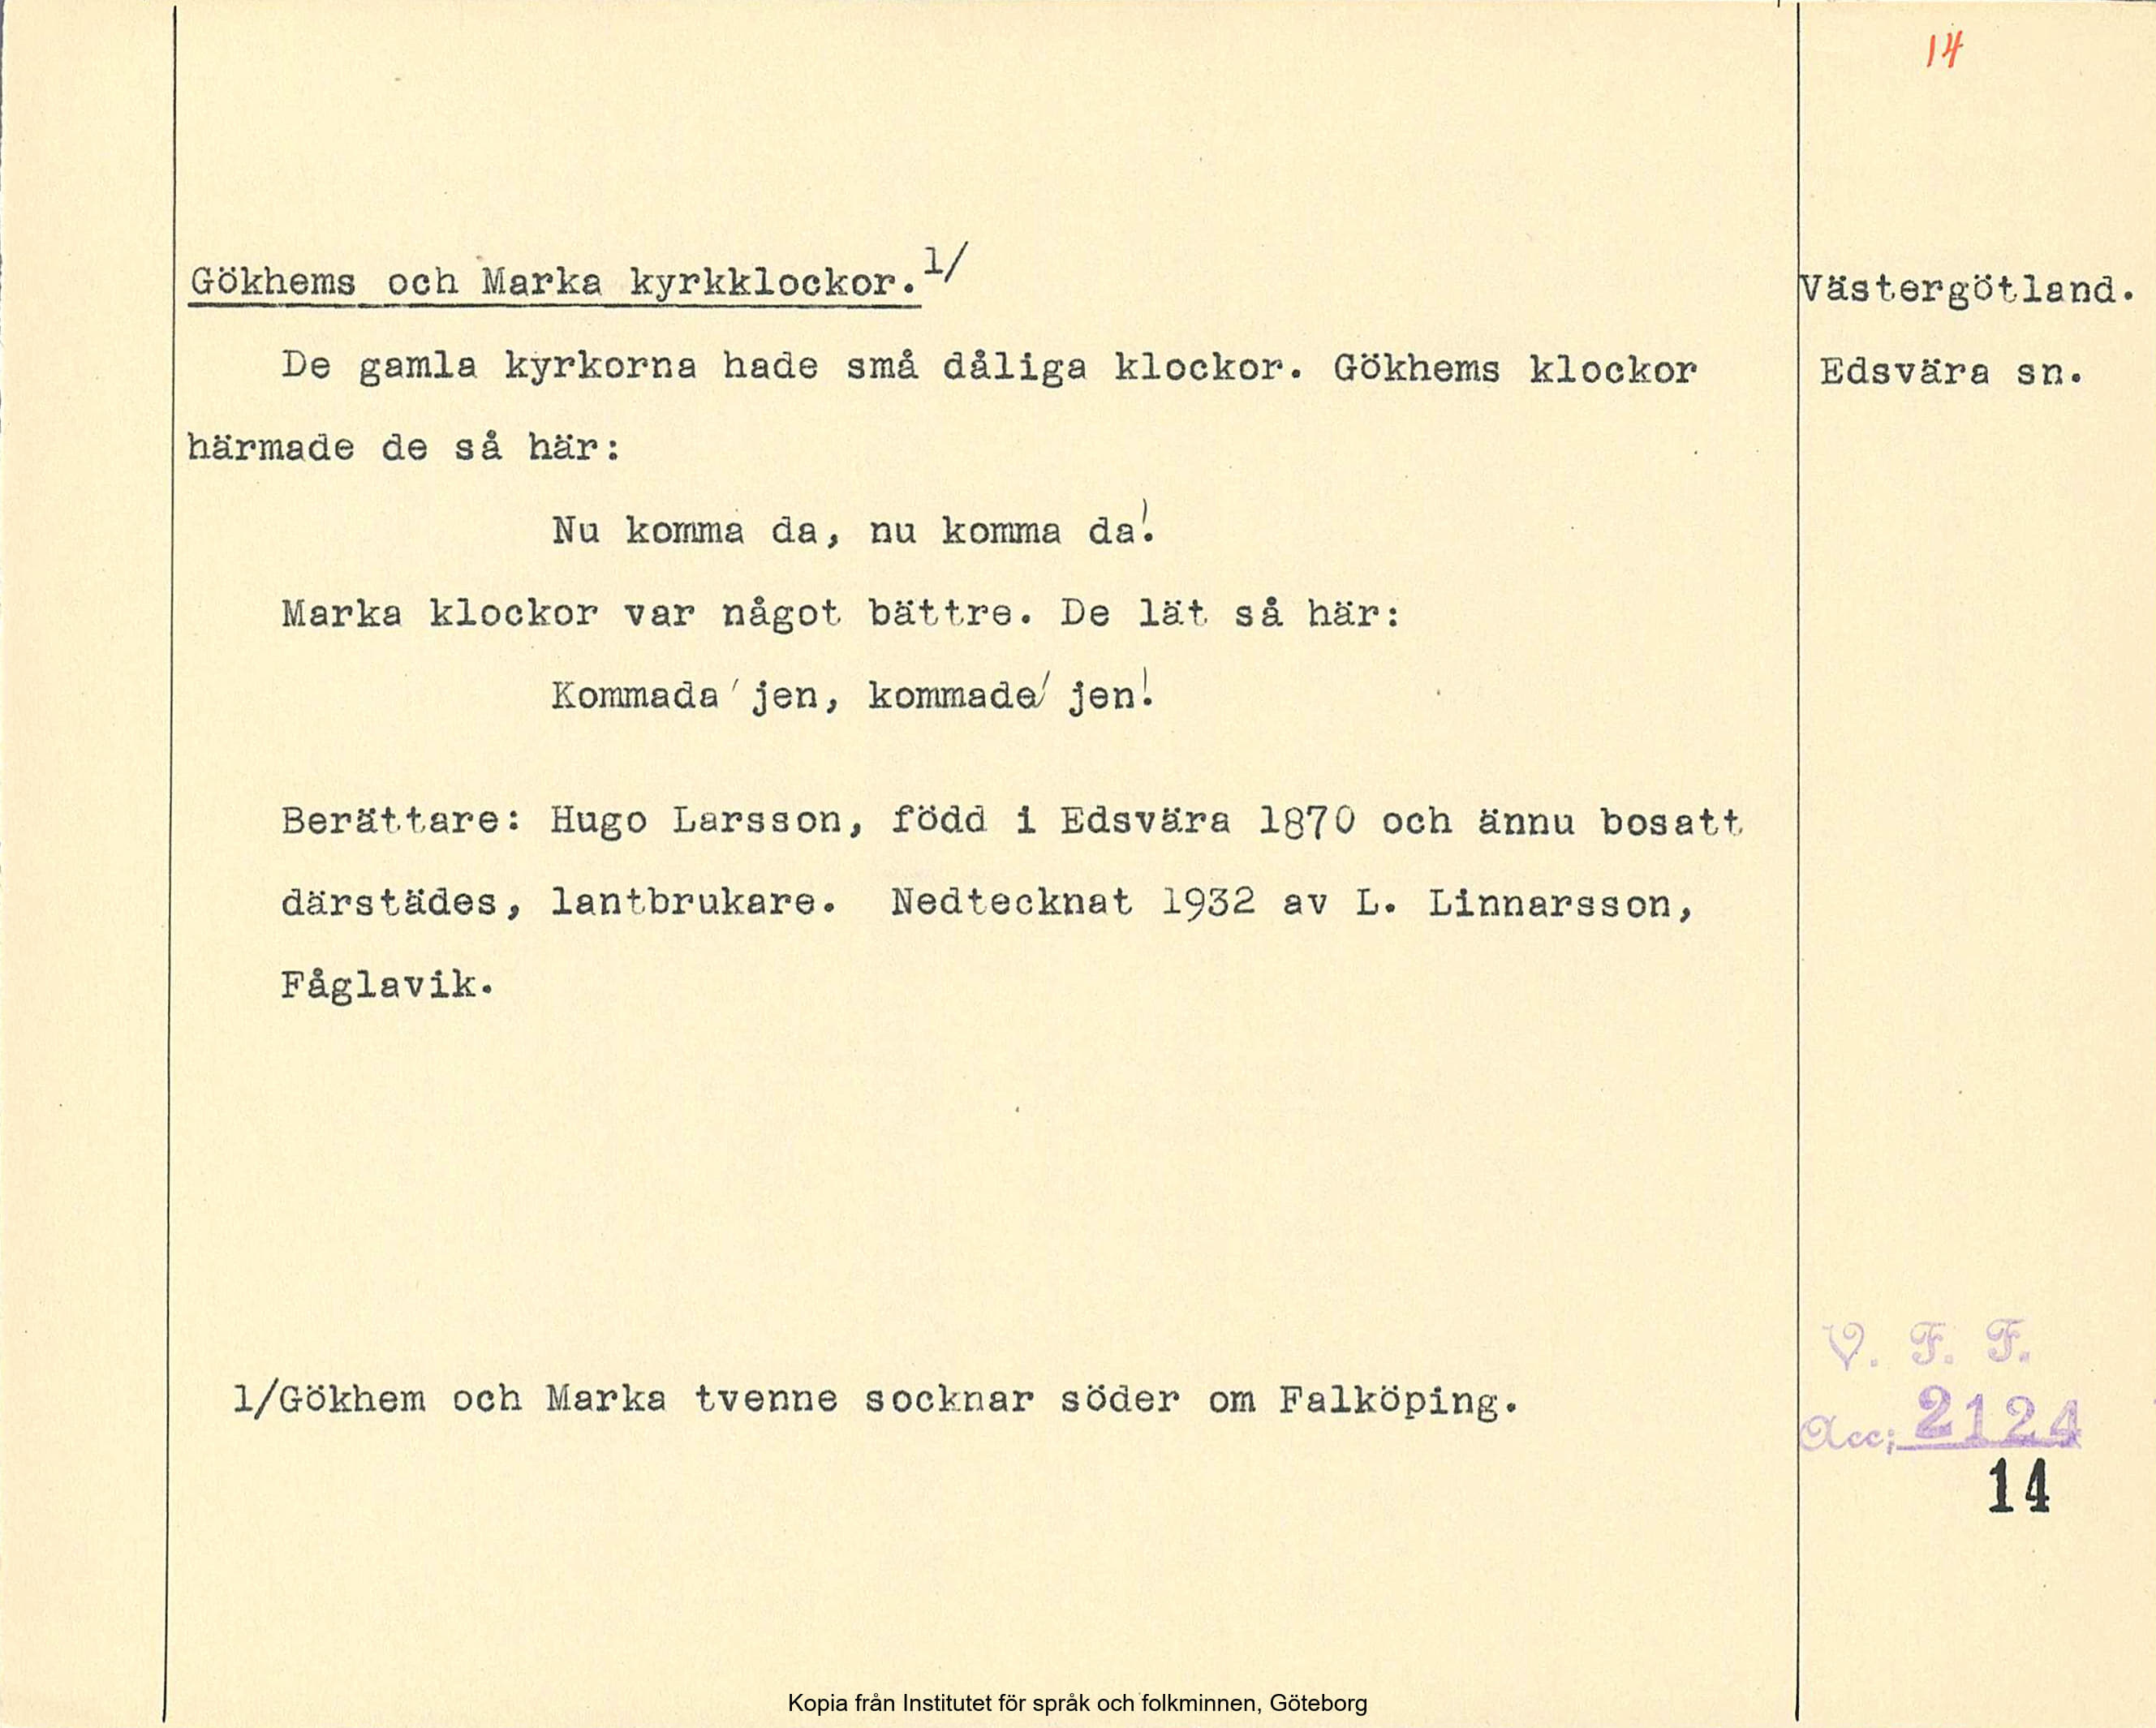 14
Gökhems och Marka kyrkklockor.1/
Västergötland.
De gamla kyrkorna hade små dåliga klockor. Gökhems klockor
Edsvära sn.
härmade de så här:
Nu komma da, nu komma da!
Marka klockor var något bättre. De lät så här:
Kommada' jen, kommada' jen!
Berättare: Hugo Larsson, född i Edsvära 1870 och ännu bosatt
därstädes, lantbrukare. Nedtecknat 1932 av L. Linnarsson,
Fåglavik.
V. F. F.
1/Gökhem och Marka tvenne socknar söder om Falköping.
Acc; 2124
14
Kopia från Institutet för språk och folkminnen, Göteborg